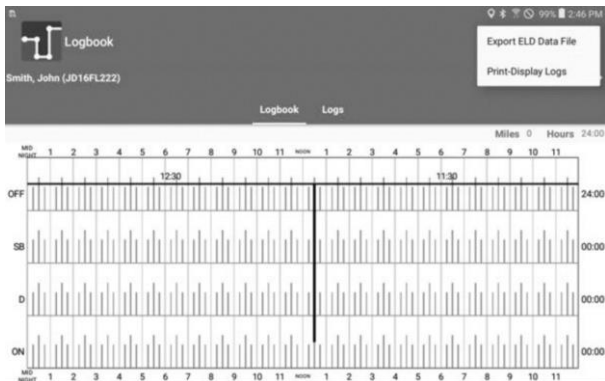 99% 2:46 PM
Logbook
Export ELD Data File
Print-Display Logs
Smith, John (JD16FL222)
Logbook Logs
Miles 0 Hours 24:00
MID NIGHT 1 2 3 4 5 6 7 8 9 10 11 NOON 1 2 3 4 5 6 7 8 9 10 11
12:30 11:30
OFF 24:00
SB 00:00
D 00:00
ON 00:00
MID NIGHT 1 2 3 4 5 6 7 8 9 10 11 NOON 1 2 3 4 5 6 7 8 9 10 11